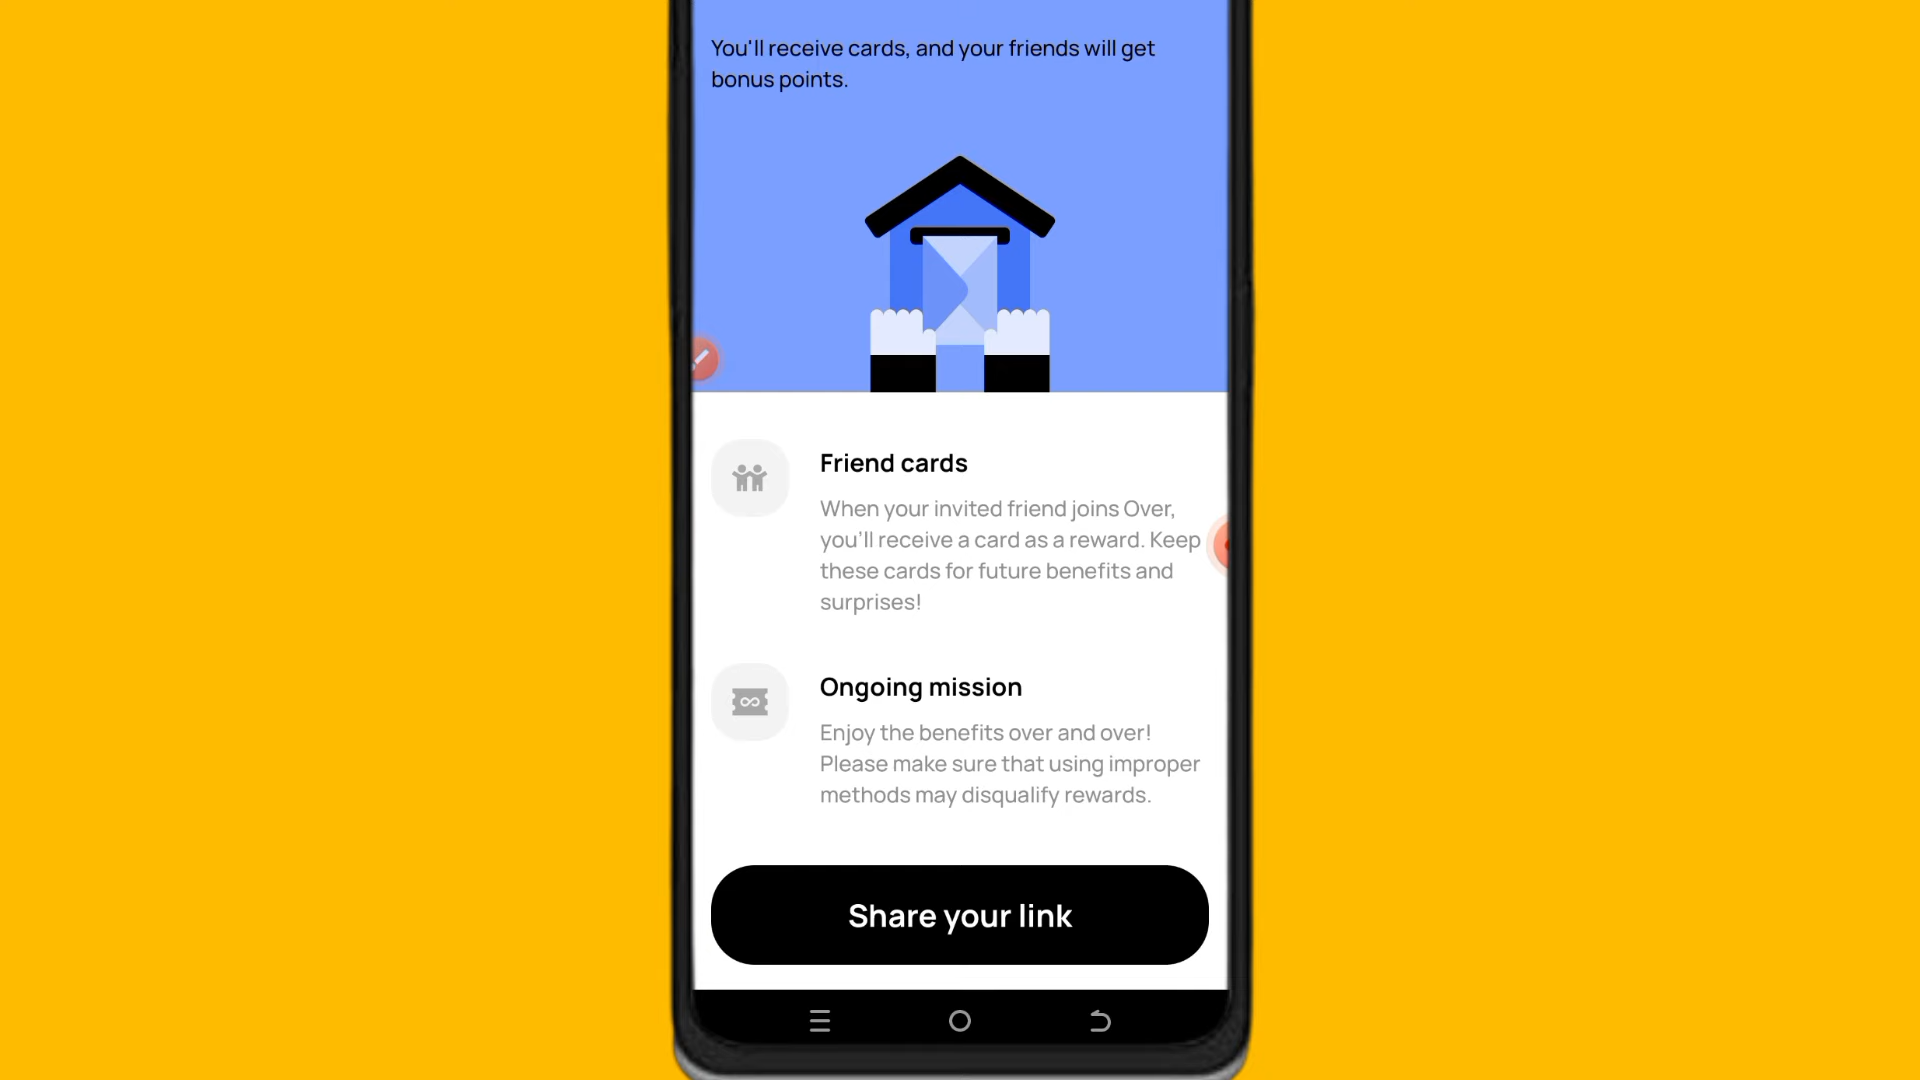 You'll receive cards, and your friends will get
bonus points.
Friend cards
When your invited friend joins Over,
you'll receive a card as a reward. Keep
these cards for future benefits and
surprises!
Ongoing mission
Enjoy the benefits over and over!
Please make sure that using improper
methods may disqualify rewards.
Share your link